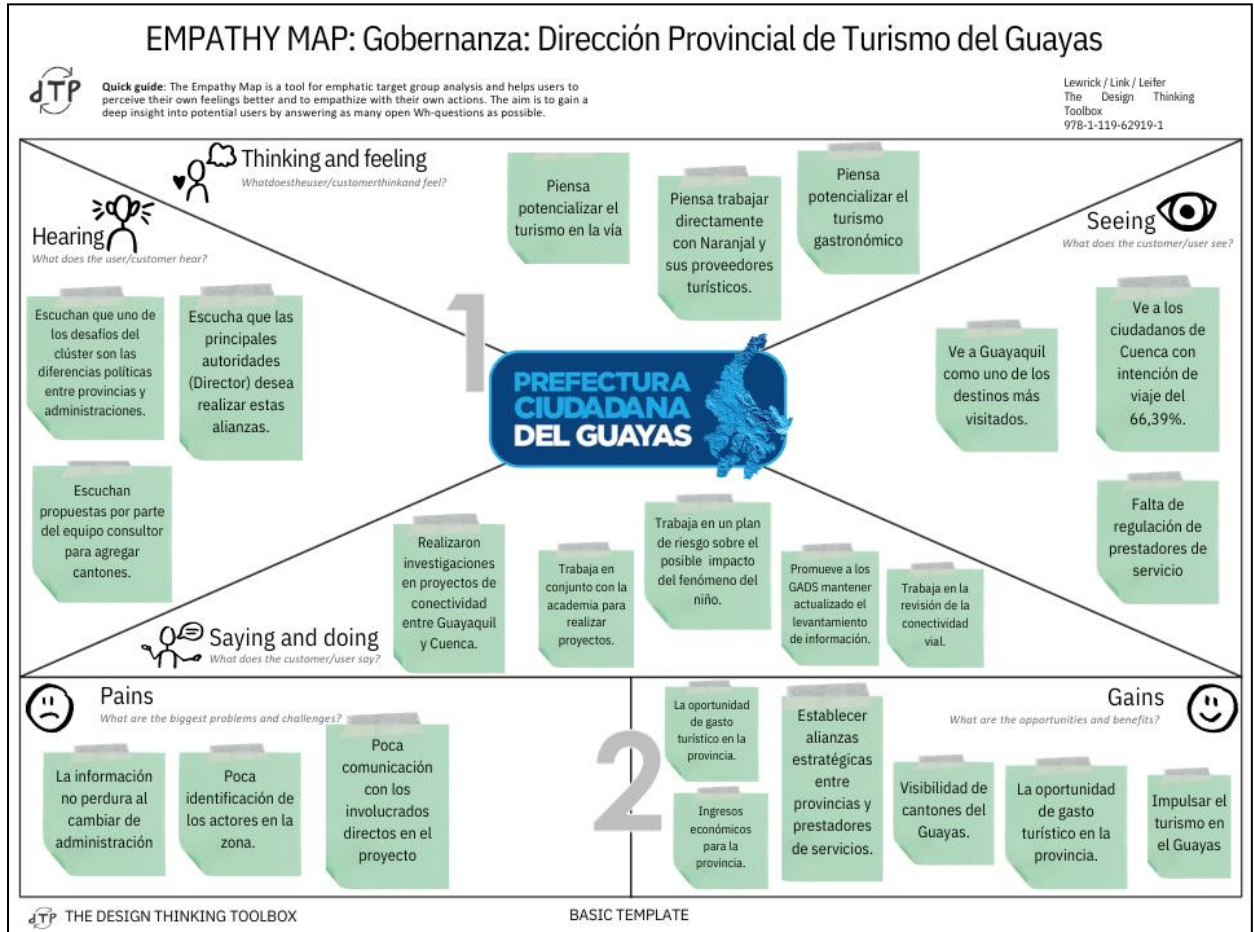 EMPATHY MAP: Gobernanza: Dirección Provincial de Turismo del Guayas
dTP
Quick guide: The Empathy Map is a tool for emphatic target group analysis and helps users to
perceive their own feelings better and to empathize with their own actions. The aim is to gain a
deep insight into potential users by answering as many open Wh-questions as possible.
Lewrick / Link / Leifer
The Design Thinking
Toolbox
978-1-119-62919-1
Thinking and feeling
Whatdoestheuser/customerthinkand feel?
Piensa
potencializar el
turismo en la vía
Piensa trabajar
directamente
con Naranjal y
sus proveedores
turísticos.
Piensa
potencializar el
turismo
gastronómico
Hearing
What does the user/customer hear?
Escuchan que uno de
los desafíos del
clúster son las
diferencias políticas
entre provincias y
administraciones.
Escucha que las
principales
autoridades
(Director) desea
realizar estas
alianzas.
Escuchan
propuestas por parte
del equipo consultor
para agregar
cantones.
1
PREFECTURA
CIUDADANA
DEL GUAYAS
Seeing
What does the customer/user see?
Ve a Guayaquil
como uno de los
destinos más
visitados.
Ve a los
ciudadanos de
Cuenca con
intención de
viaje del
66,39%.
Falta de
regulación de
prestadores de
servicio
Saying and doing
What does the customer/user say?
Realizaron
investigaciones
en proyectos de
conectividad
entre Guayaquil
y Cuenca.
Trabaja en
conjunto con la
academia para
realizar
proyectos.
Trabaja en un plan
de riesgo sobre el
posible impacto
del fenómeno del
niño.
Promueve a los
GADS mantener
actualizado el
levantamiento
de información.
Trabaja en la
revisión de la
conectividad
vial.
Pains
What are the biggest problems and challenges?
La información
no perdura al
cambiar de
administración
Poca
identificación de
los actores en la
zona.
Poca
comunicación
con los
involucrados
directos en el
proyecto
2
Gains
What are the opportunities and benefits?
La oportunidad
de gasto
turístico en la
provincia.
Ingresos
económicos
para la
provincia.
Establecer
alianzas
estratégicas
entre
provincias y
prestadores
de servicios.
Visibilidad de
cantones del
Guayas.
La oportunidad
de gasto
turístico en la
provincia.
Impulsar el
turismo en
el Guayas
dTP THE DESIGN THINKING TOOLBOX
BASIC TEMPLATE